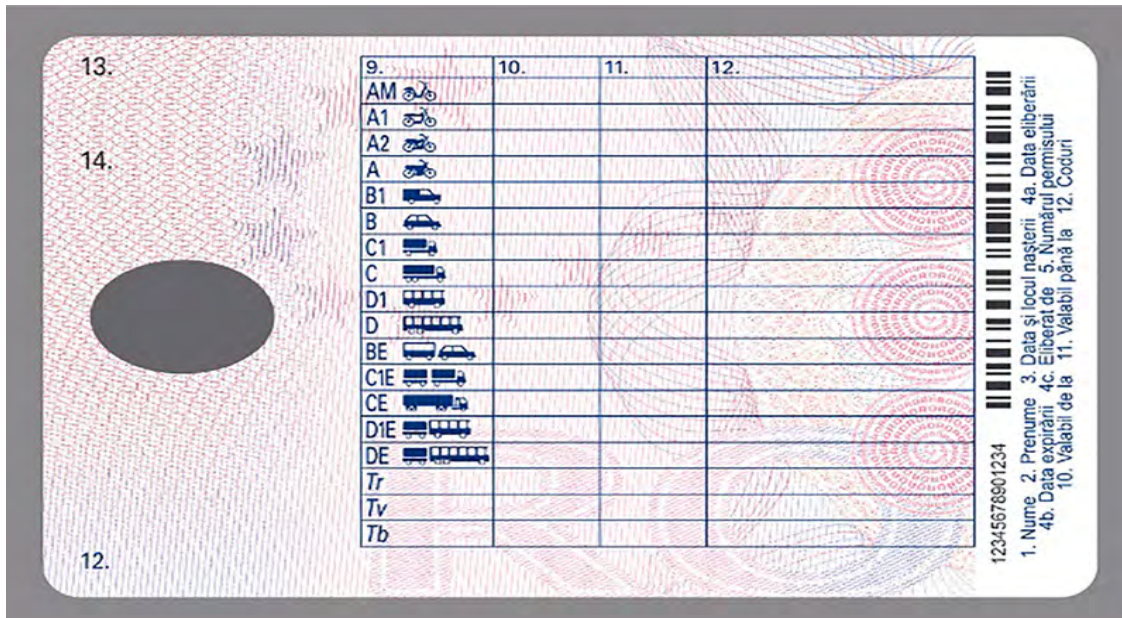 13.
14.
12.
9. 10. 11. 12.
AM
A1
A2
A
B1
B
C1
C
D1
D
BE
C1E
CE
D1E
DE
Tr
Tv
Tb
12345678901234
1. Nume 2. Prenume 3. Data și locul nașterii 4a. Data eliberării
4b. Data expirării 4c. Eliberat de 5. Numărul permisului
10. Valabil de la 11. Valabil până la 12. Coduri